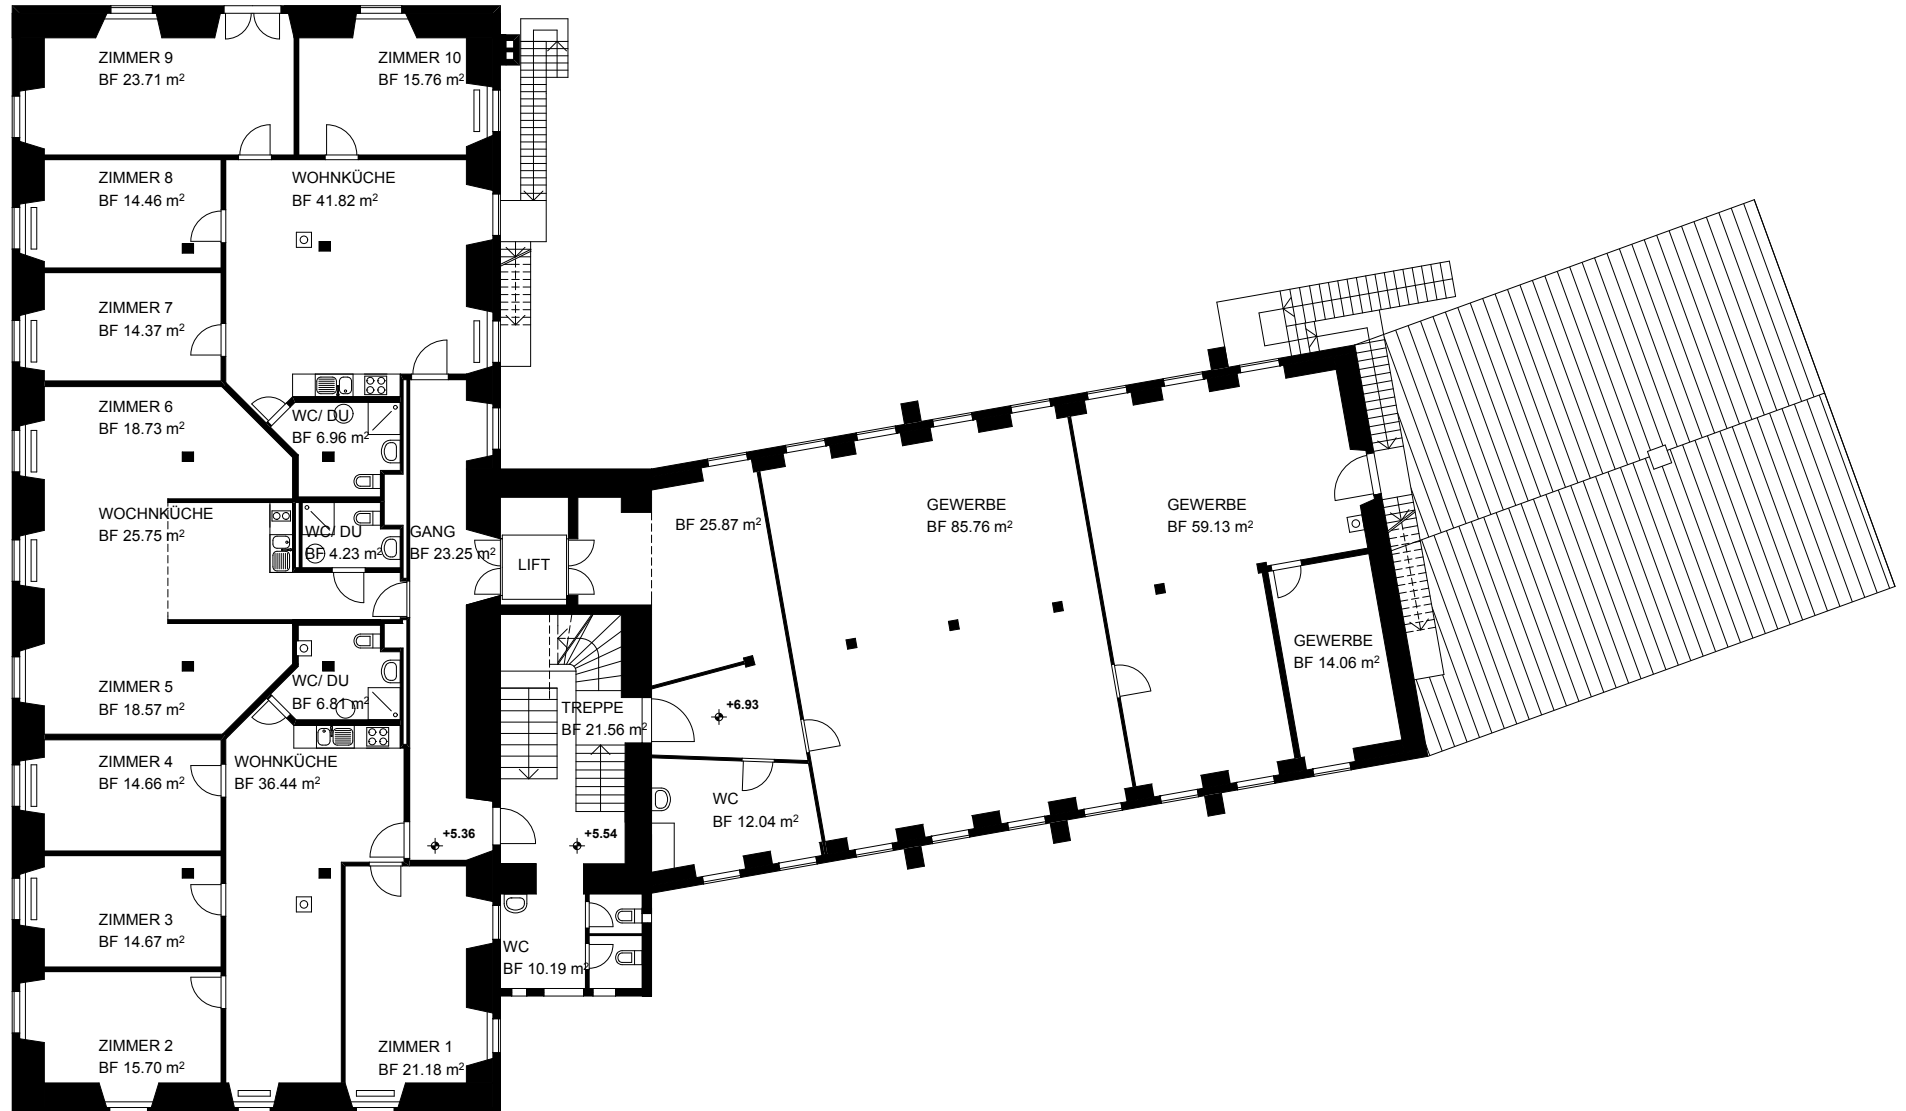 ZIMMER 9
BF 23.71 m²
ZIMMER 10
BF 15.76 m²
ZIMMER 8
BF 14.46 m²
WOHNKÜCHE
BF 41.82 m²
ZIMMER 7
BF 14.37 m²
ZIMMER 6
BF 18.73 m²
WC/ DU
BF 6.96 m²
WOCHNKÜCHE
BF 25.75 m²
WC/ DU
BF 4.23 m²
GANG
BF 23.25 m²
LIFT
BF 25.87 m²
GEWERBE
BF 85.76 m²
GEWERBE
BF 59.13 m²
GEWERBE
BF 14.06 m²
ZIMMER 5
BF 18.57 m²
WC/ DU
BF 6.81 m²
TREPPE
BF 21.56 m²
+6.93
ZIMMER 4
BF 14.66 m²
WOHNKÜCHE
BF 36.44 m²
WC
BF 12.04 m²
+5.36
+5.54
ZIMMER 3
BF 14.67 m²
WC
BF 10.19 m²
ZIMMER 2
BF 15.70 m²
ZIMMER 1
BF 21.18 m²